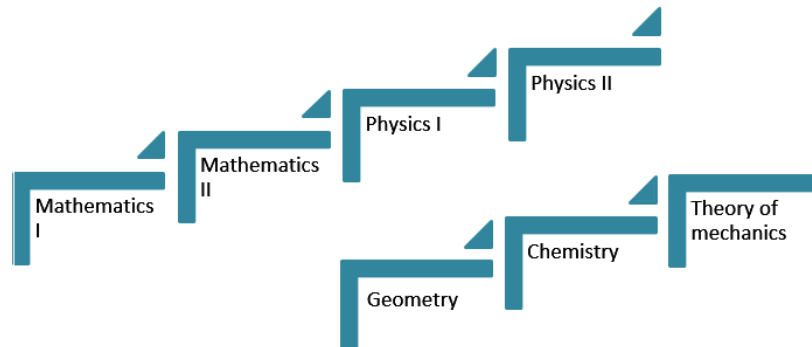 Mathematics
I
Mathematics
II
Physics I
Physics II
Geometry
Chemistry
Theory of
mechanics